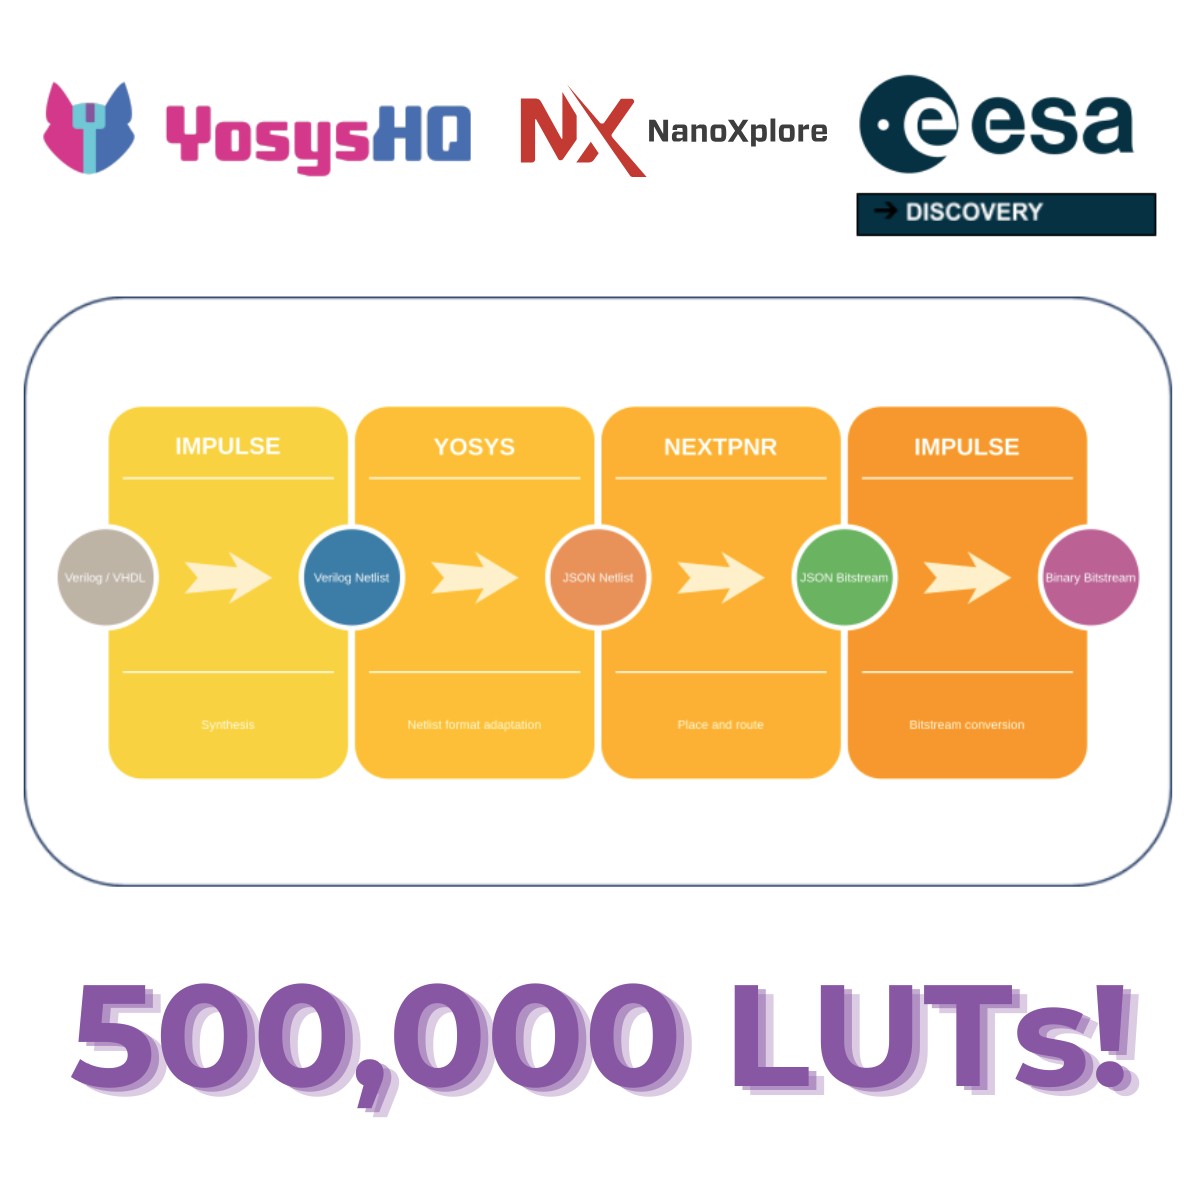 YosysHQ
NX NanoXplore
esa
→ DISCOVERY
IMPULSE
YOSYS
NEXTPNR
IMPULSE
Verilog / VHDL
Verilog Netlist
JSON Netlist
JSON Bitstream
Binary Bitstream
Synthesis
Netlist format adaptation
Place and route
Bitstream conversion
500,000 LUTs!